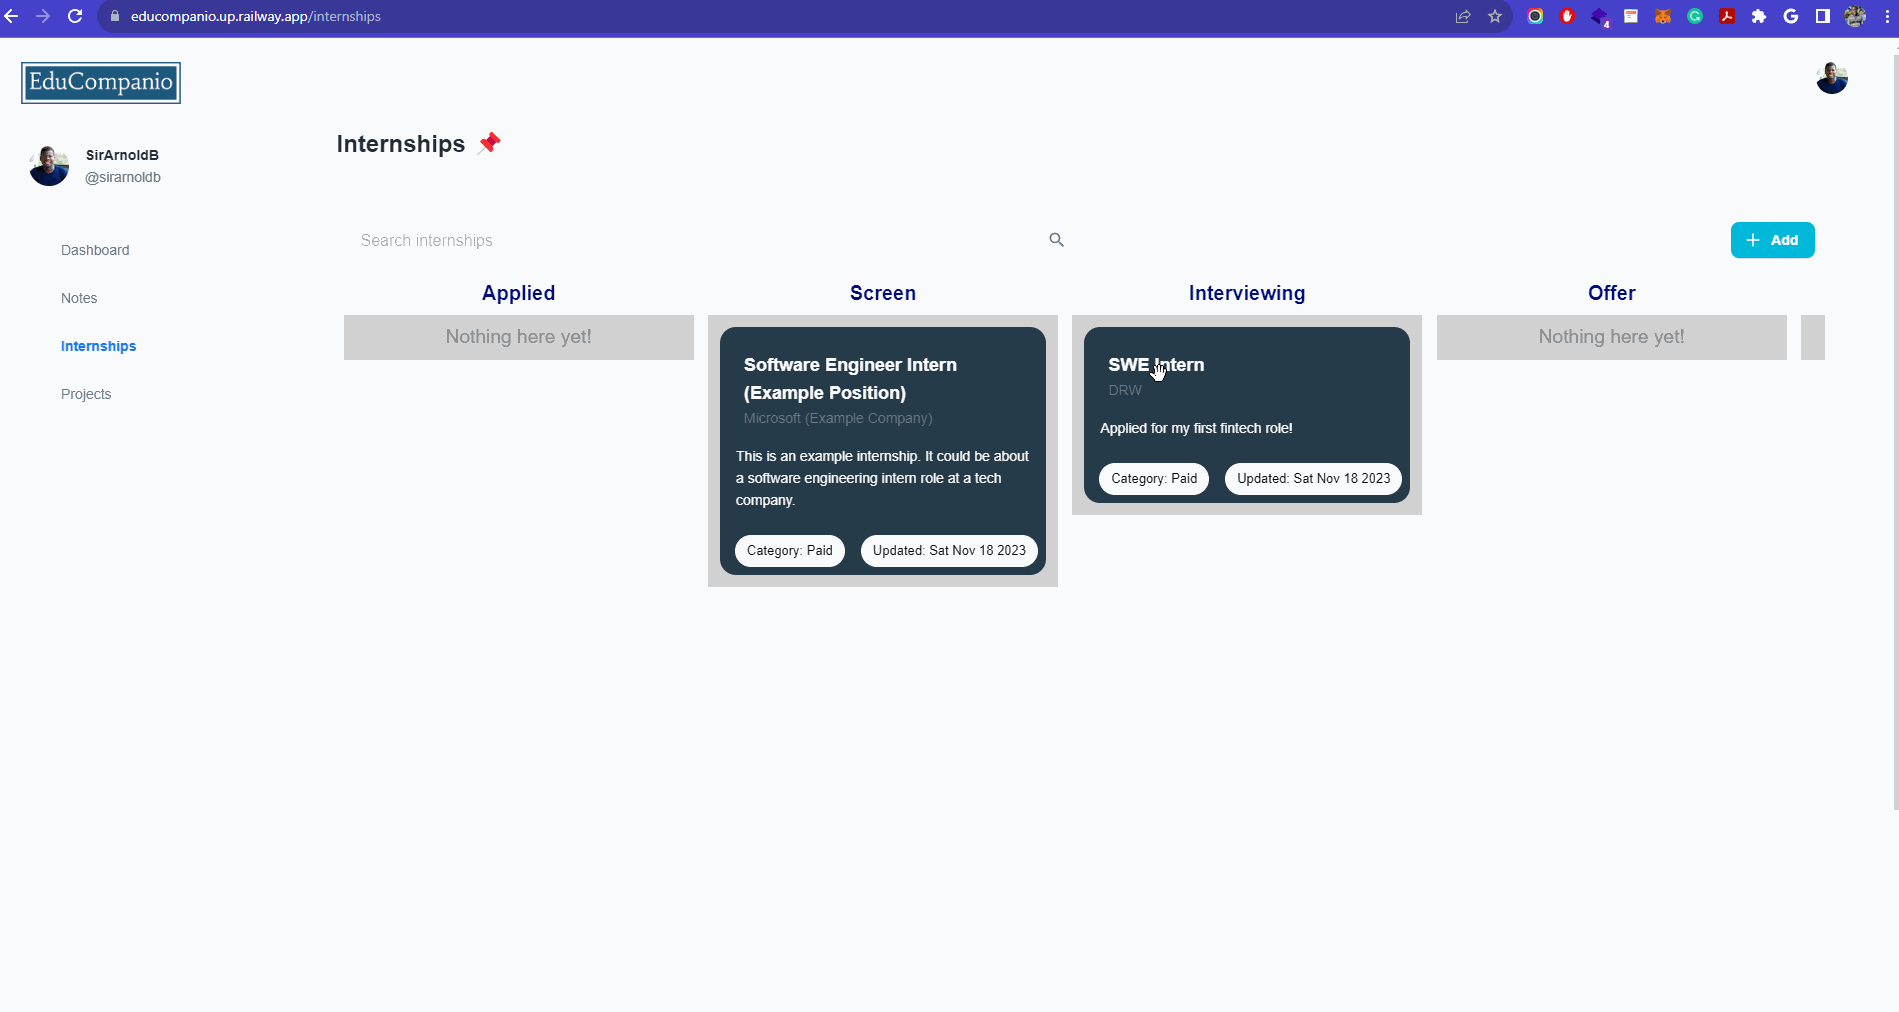 educompanio.up.railway.app/internships
4
EduCompanio
SirArnoldB
@sirarnoldb
Dashboard
Notes
Internships
Projects
Internships
Search internships
Add
Applied
Screen
Interviewing
Offer
Nothing here yet!
Software Engineer Intern
(Example Position)
Microsoft (Example Company)
This is an example internship. It could be about
a software engineering intern role at a tech
company.
Category: Paid
Updated: Sat Nov 18 2023
SWE Intern
DRW
Applied for my first fintech role!
Category: Paid
Updated: Sat Nov 18 2023
Nothing here yet!